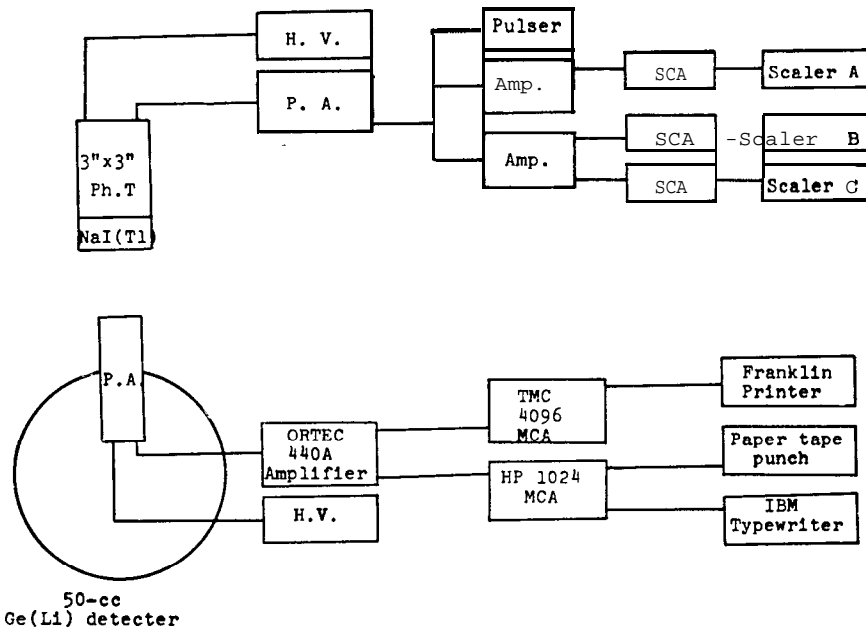 H. V.
Pulser
P. A.
Amp.
SCA
Scaler A
3"x3"
Ph.T
NaI(Tl)
Amp.
SCA
-Scaler B
SCA
Scaler C
P.A.
ORTEC
440A
Amplifier
H.V.
TMC
4096
MCA
HP 1024
MCA
Franklin
Printer
Paper tape
punch
IBM
Typewriter
50-cc
Ge(Li) detecter